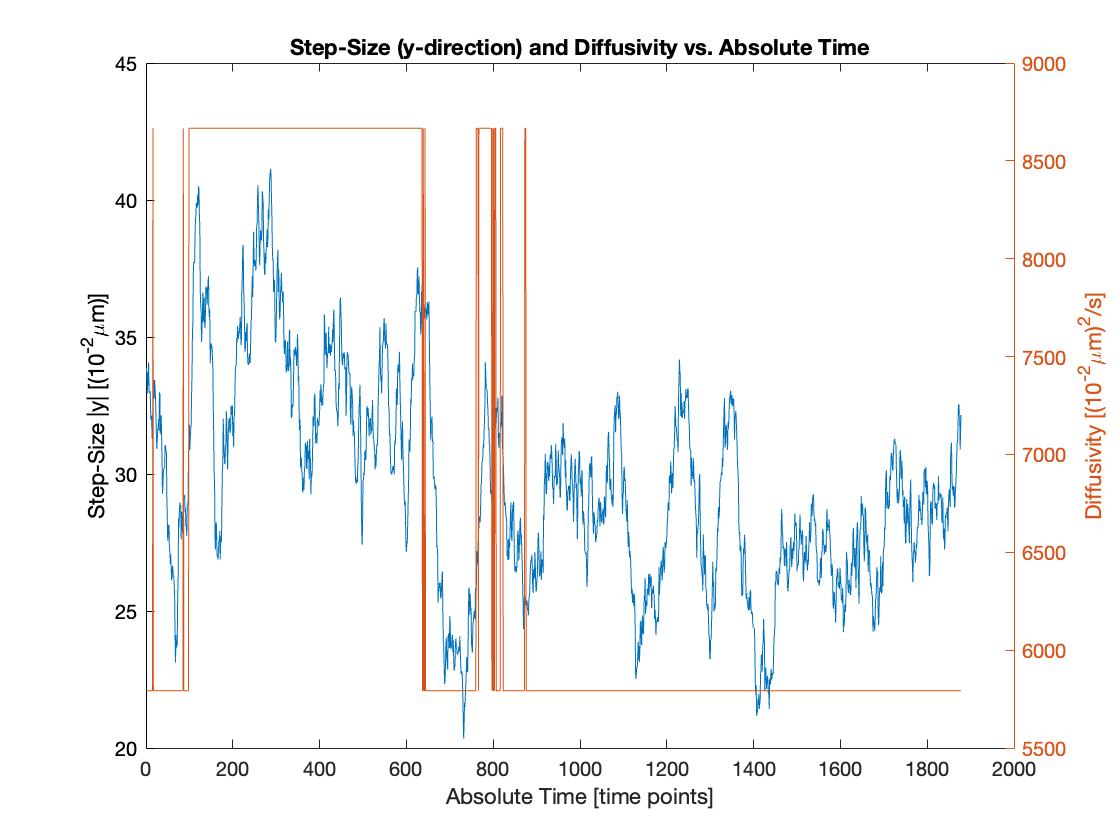 Step-Size (y-direction) and Diffusivity vs. Absolute Time
45
40
35
30
25
20
Step-Size |y| [(10⁻² μm)]
9000
8500
8000
7500
7000
6500
6000
5500
Diffusivity [(10⁻² μm)²/s]
0 200 400 600 800 1000 1200 1400 1600 1800 2000
Absolute Time [time points]